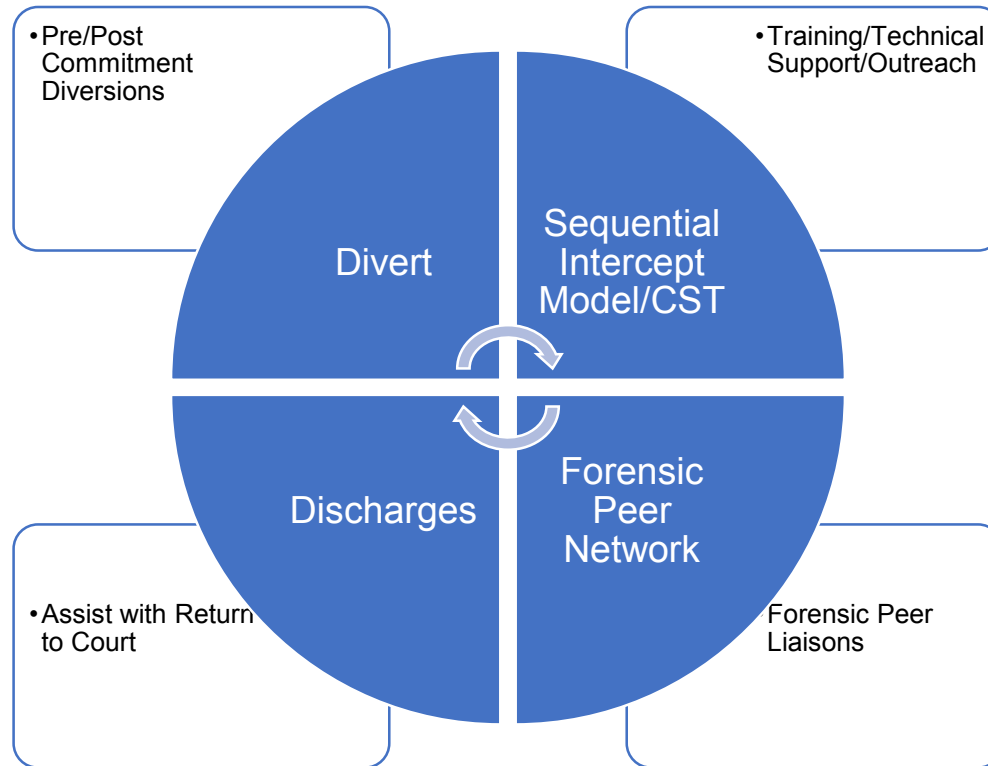 •Pre/Post
Commitment
Diversions
•Training/Technical
Support/Outreach
Divert
Sequential
Intercept
Model/CST
Discharges
Forensic
Peer
Network
•Assist with Return
to Court
•Forensic Peer
Liaisons